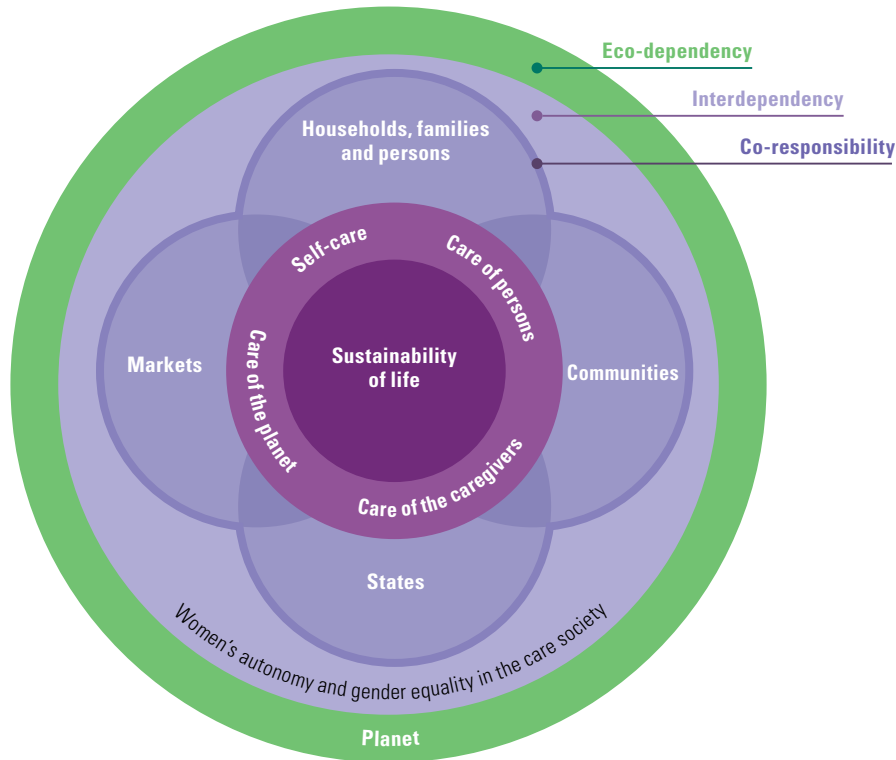 Eco-dependency
Interdependency
Co-responsibility
Households, families
and persons
Self-care
Care of persons
Markets
Care of the planet
Sustainability
of life
Communities
Care of the caregivers
States
Women's autonomy and gender equality in the care society
Planet